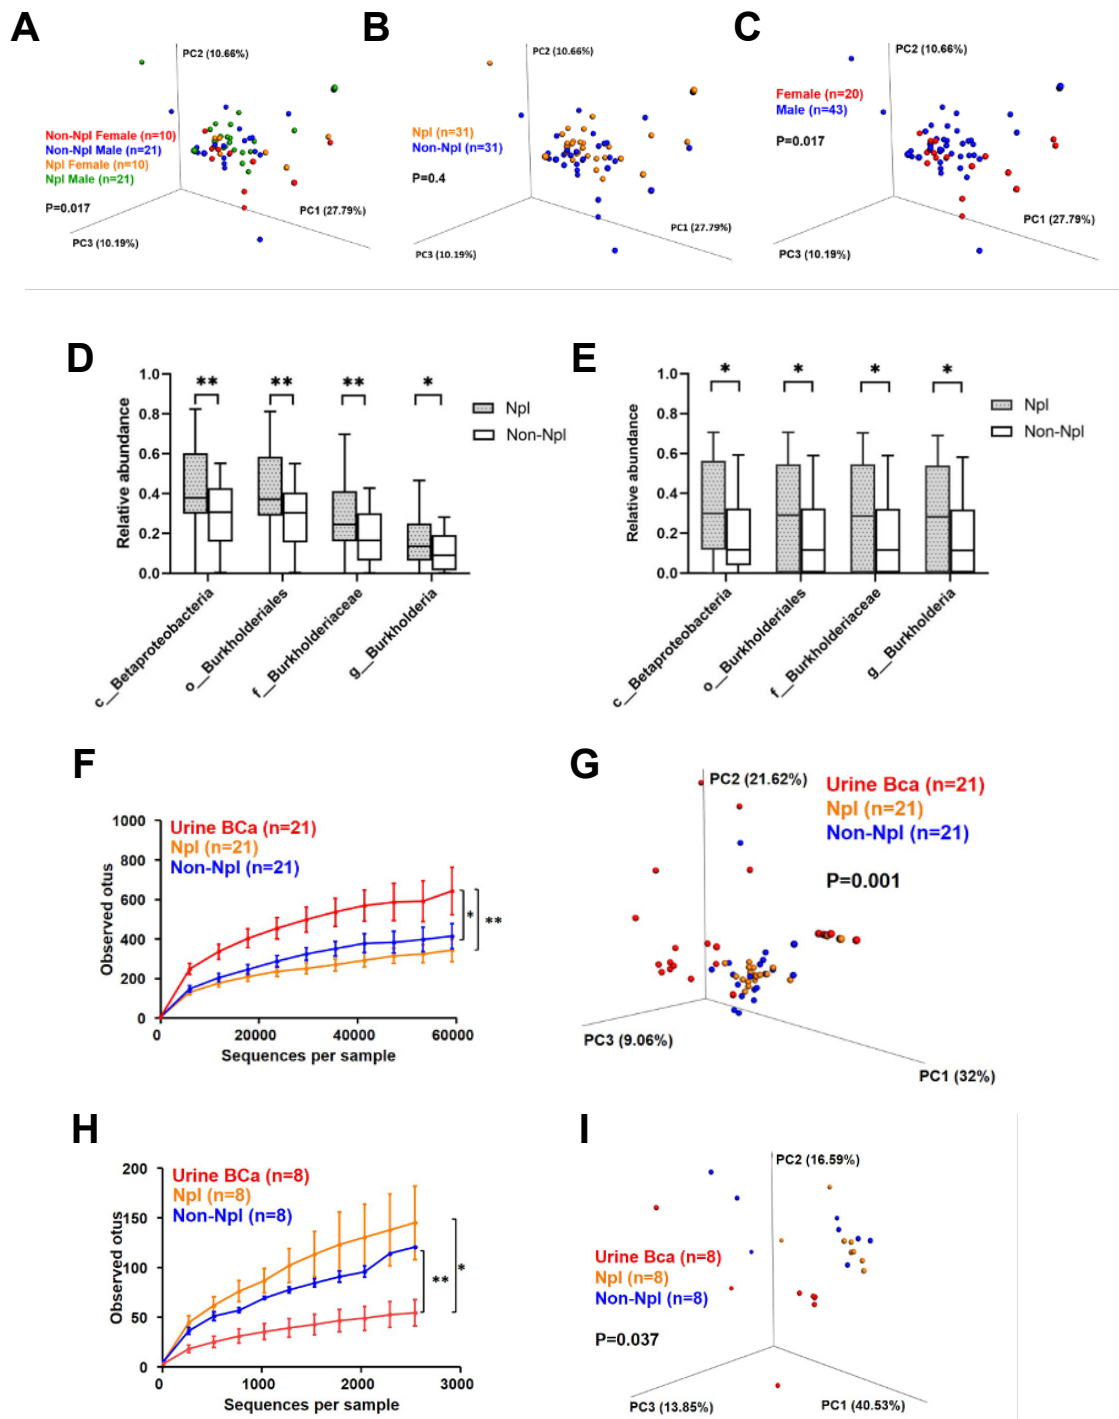 A
PC2 (10.66%)
Non-Npl Female (n=10)
Non-Npl Male (n=21)
Npl Female (n=10)
Npl Male (n=21)
P=0.017
PC1 (27.79%)
PC3 (10.19%)
B
PC2 (10.66%)
Npl (n=31)
Non-Npl (n=31)
P=0.4
PC1 (27.79%)
PC3 (10.19%)
C
PC2 (10.66%)
Female (n=20)
Male (n=43)
P=0.017
PC1 (27.79%)
PC3 (10.19%)
D
Relative abundance
1.0
0.8
0.6
0.4
0.2
0.0
** ** ** *
Npl
Non-Npl
c__Betaproteobacteria
o__Burkholderiales
f__Burkholderiaceae
g__Burkholderia
E
Relative abundance
1.0
0.8
0.6
0.4
0.2
0.0
* * * *
Npl
Non-Npl
c__Betaproteobacteria
o__Burkholderiales
f__Burkholderiaceae
g__Burkholderia
F
Observed otus
1000
800
600
400
200
0
Urine BCa (n=21)
Npl (n=21)
Non-Npl (n=21)
* **
0 20000 40000 60000
Sequences per sample
G
PC2 (21.62%)
Urine Bca (n=21)
Npl (n=21)
Non-Npl (n=21)
P=0.001
PC3 (9.06%)
PC1 (32%)
H
Observed otus
200
150
100
50
0
Urine BCa (n=8)
Npl (n=8)
Non-Npl (n=8)
** *
0 1000 2000 3000
Sequences per sample
I
PC2 (16.59%)
Urine Bca (n=8)
Npl (n=8)
Non-Npl (n=8)
P=0.037
PC3 (13.85%)
PC1 (40.53%)